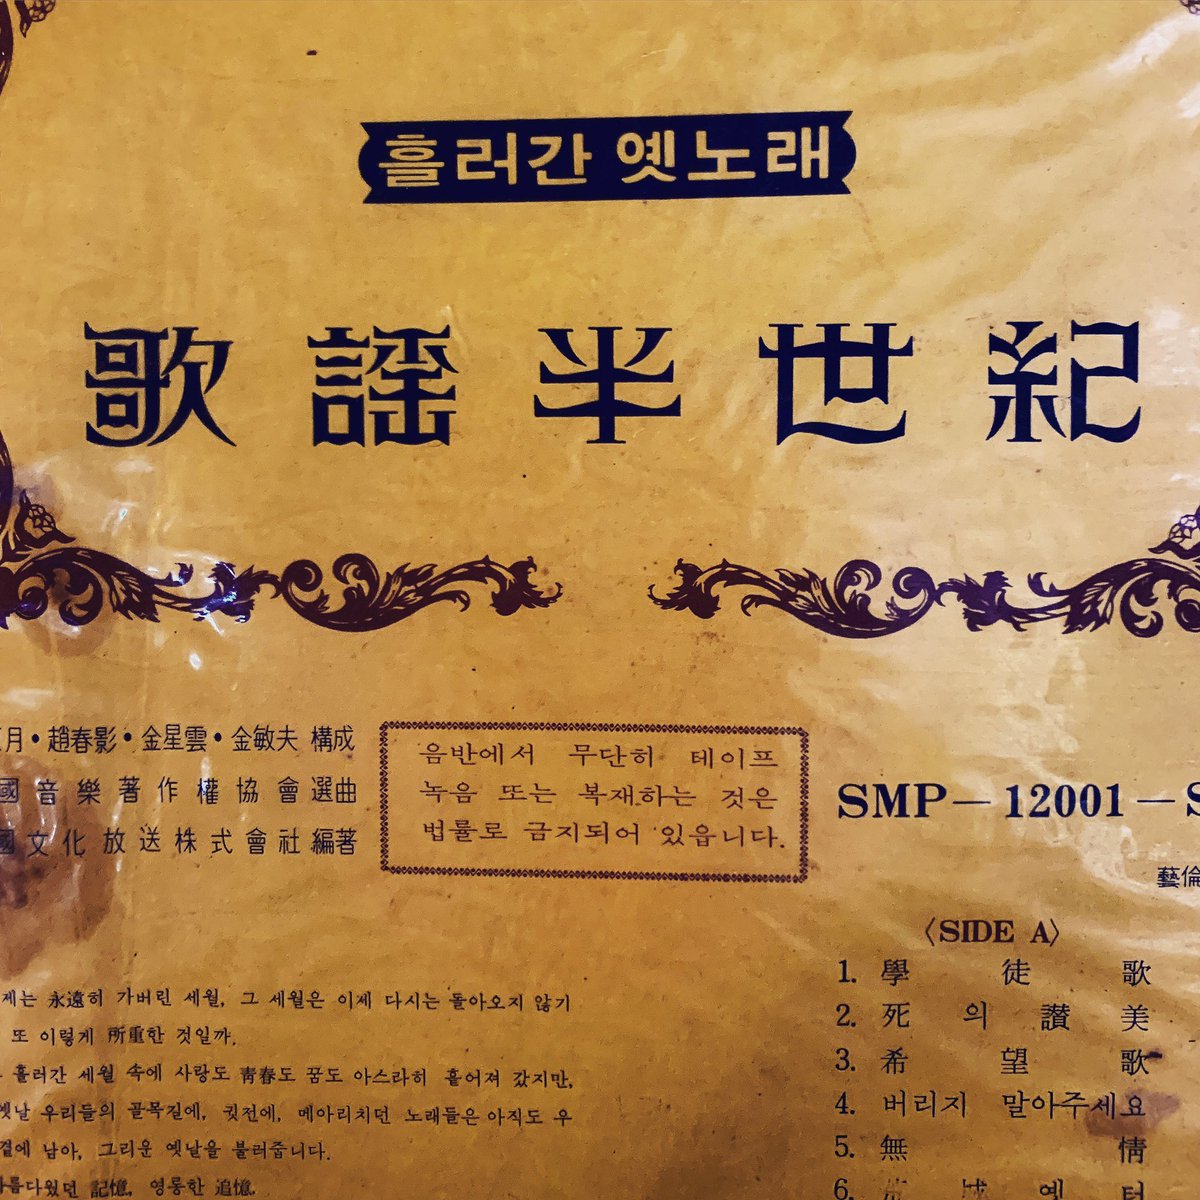 흘러간 옛노래
歌謠半世紀
月·趙春影·金星雲·金敏夫 構成
國音樂著作權協會選曲
國文化放送株式會社編著
음반에서 무단히 테이프
녹음 또는 복재하는 것은
법률로 금지되어 있읍니다.
SMP-12001-S
藝倫
〈SIDE A〉
1. 學徒歌
2. 死의 讚美
3. 希望歌
4. 버리지 말아주세요
5. 無情
6. 옛터
제는 永遠히 가버린 세월, 그 세월은 이제 다시는 돌아오지 않기
또 이렇게 所重한 것일까.
흘러간 세월 속에 사랑도 靑春도 꿈도 아스라히 흩어져 갔지만,
옛날 우리들의 골목길에, 귓전에, 메아리치던 노래들은 아직도 우
곁에 남아, 그리운 옛날을 불러줍니다.
아름다웠던 記憶, 영롱한 追憶,